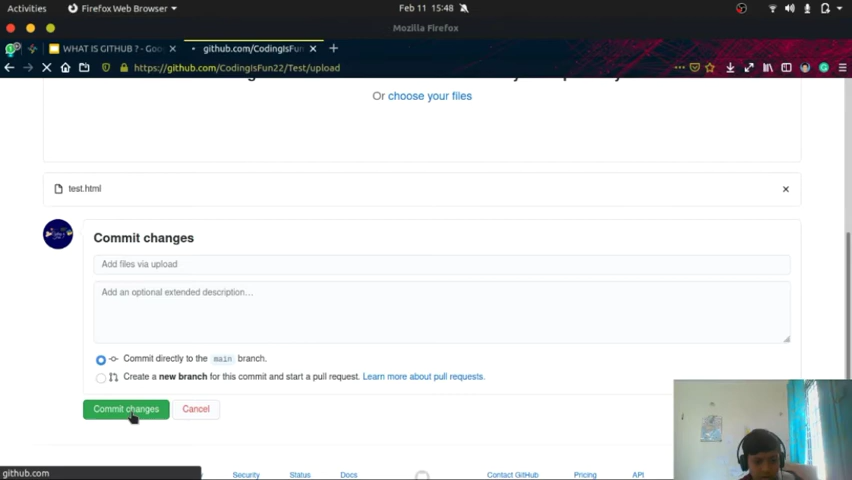 Activities
Firefox Web Browser
Feb 11 15:48
Mozilla Firefox
WHAT IS GITHUB ? - Goo
github.com/CodingIsFun
https://github.com/CodingIsFun22/Test/upload
Or choose your files
test.html
Commit changes
Add files via upload
Add an optional extended description...
Commit directly to the main branch.
Create a new branch for this commit and start a pull request. Learn more about pull requests.
Commit changes
Cancel
github.com
Security
Status
Docs
Contact GitHub
Pricing
API